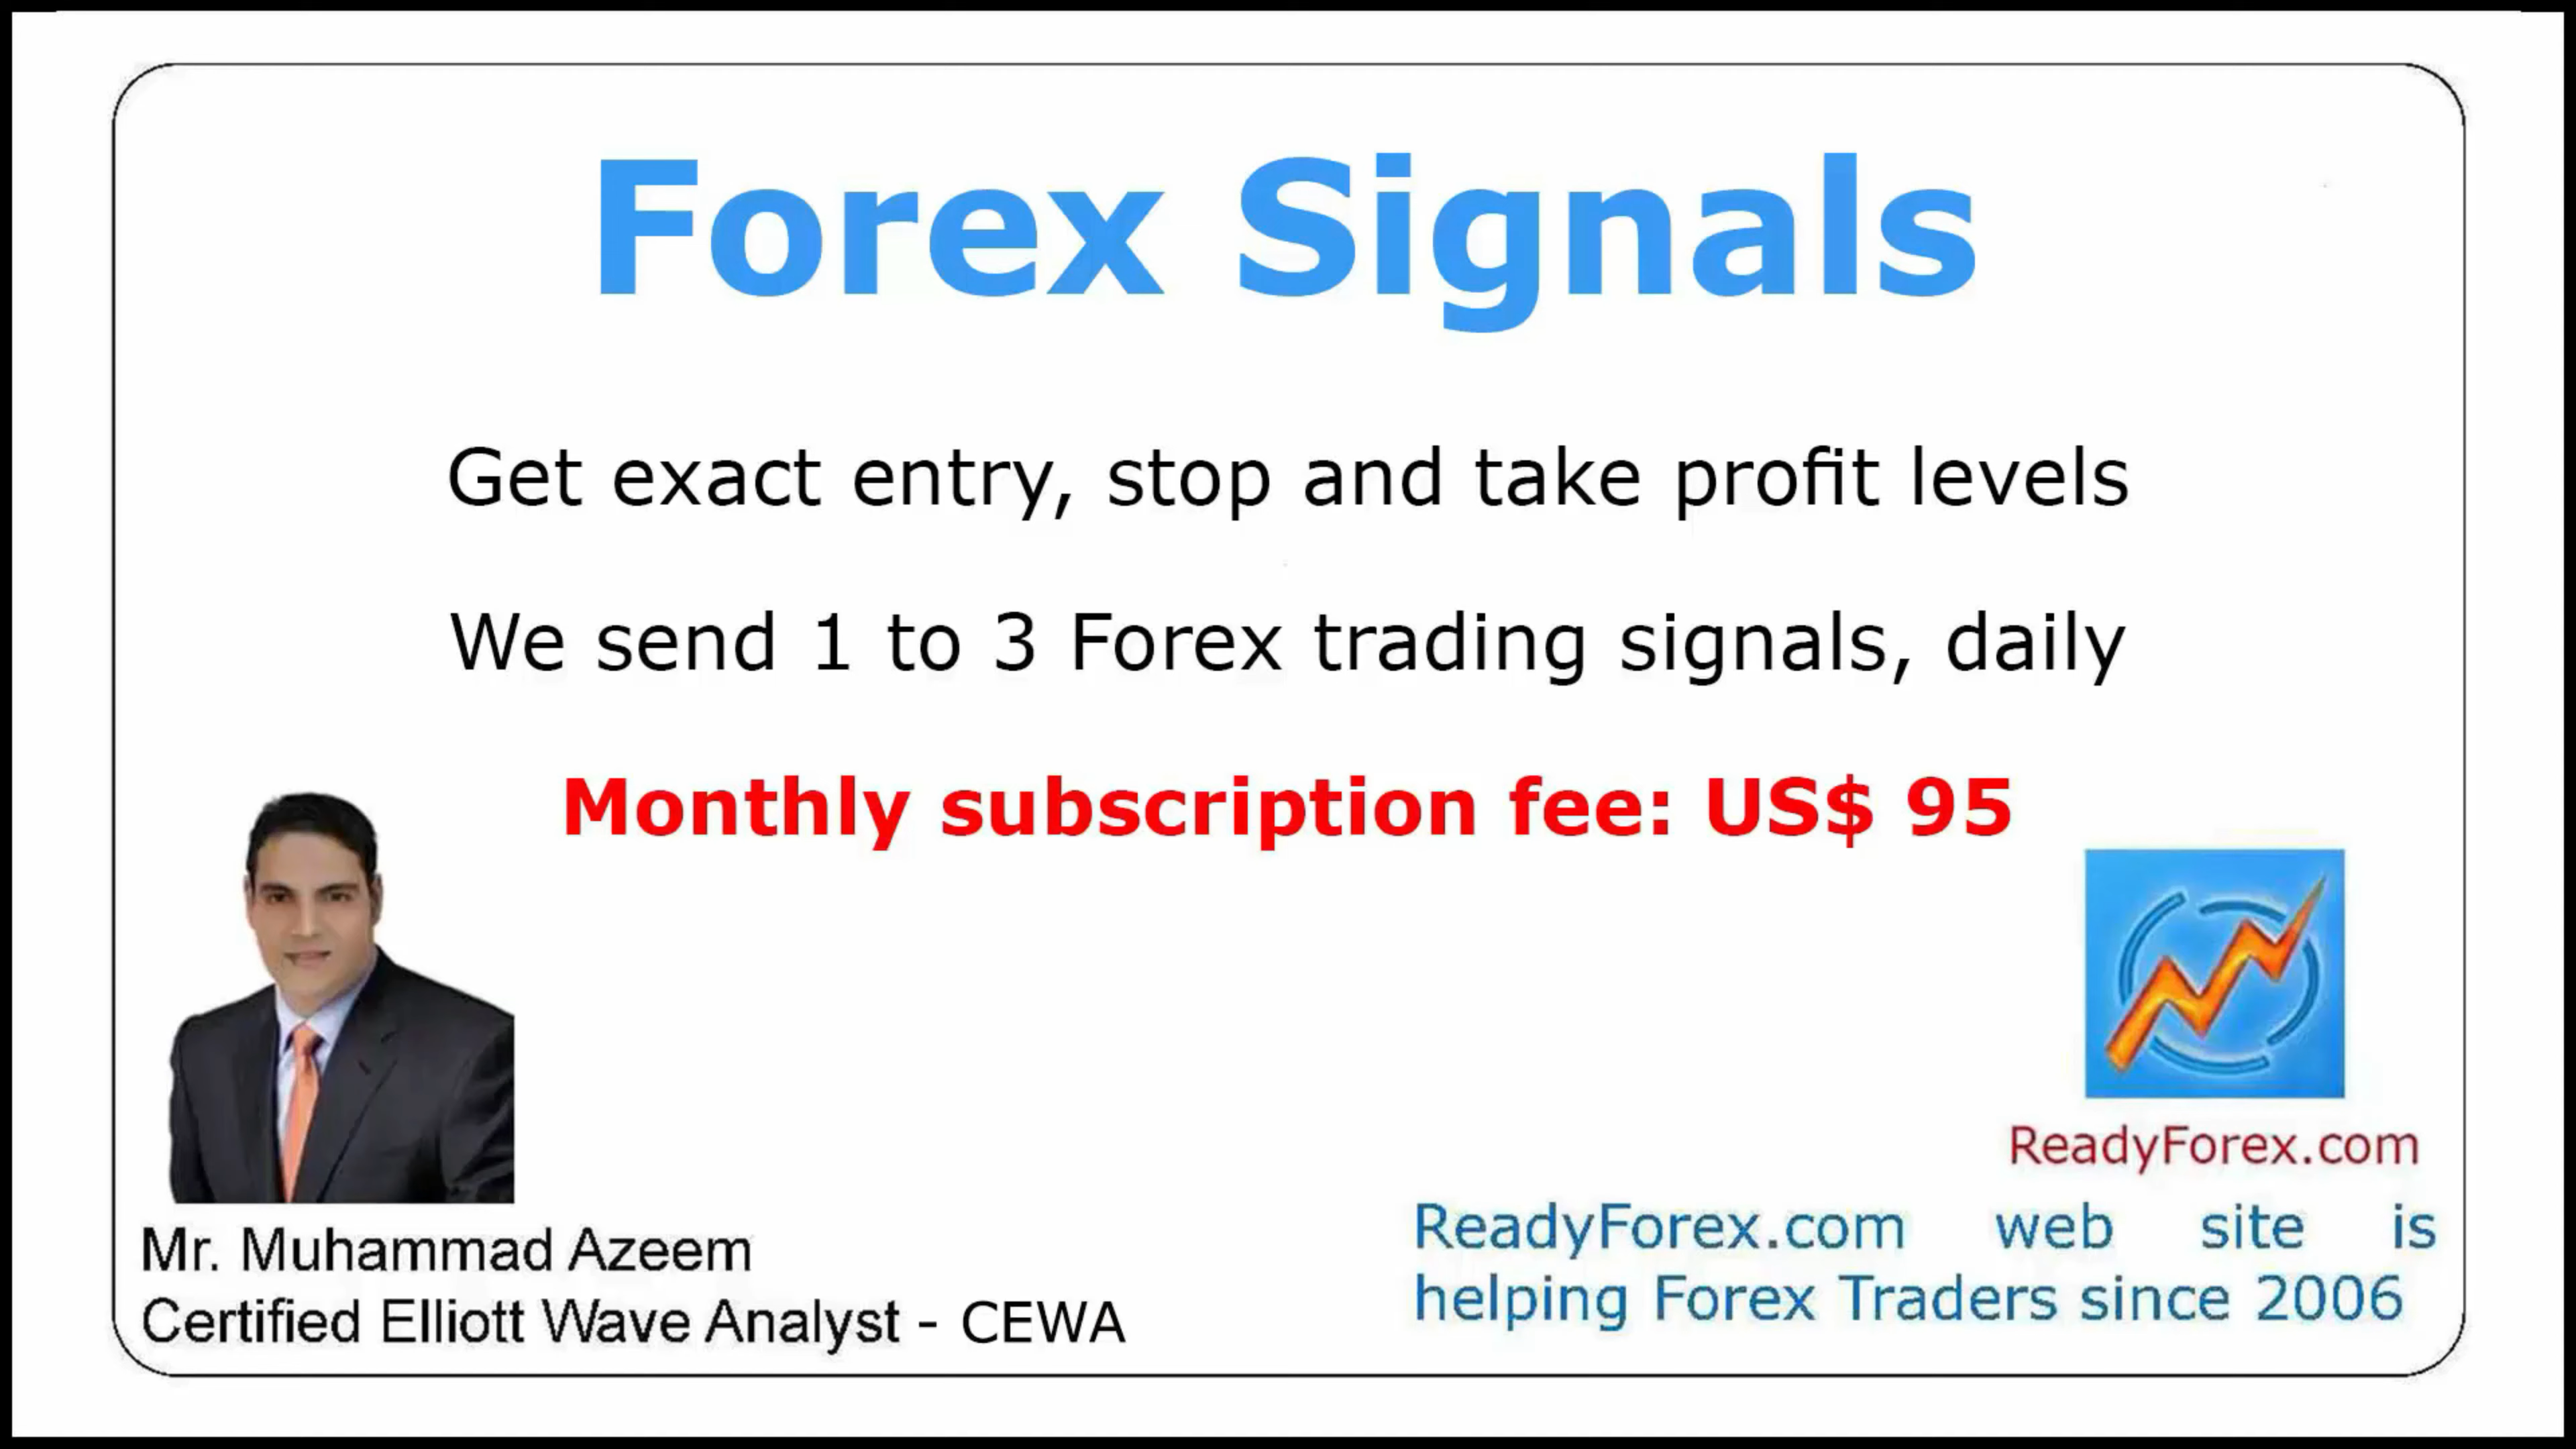 Forex Signals
Get exact entry, stop and take profit levels
We send 1 to 3 Forex trading signals, daily
Monthly subscription fee: US$ 95
ReadyForex.com
Mr. Muhammad Azeem
Certified Elliott Wave Analyst - CEWA
ReadyForex.com web site is
helping Forex Traders since 2006